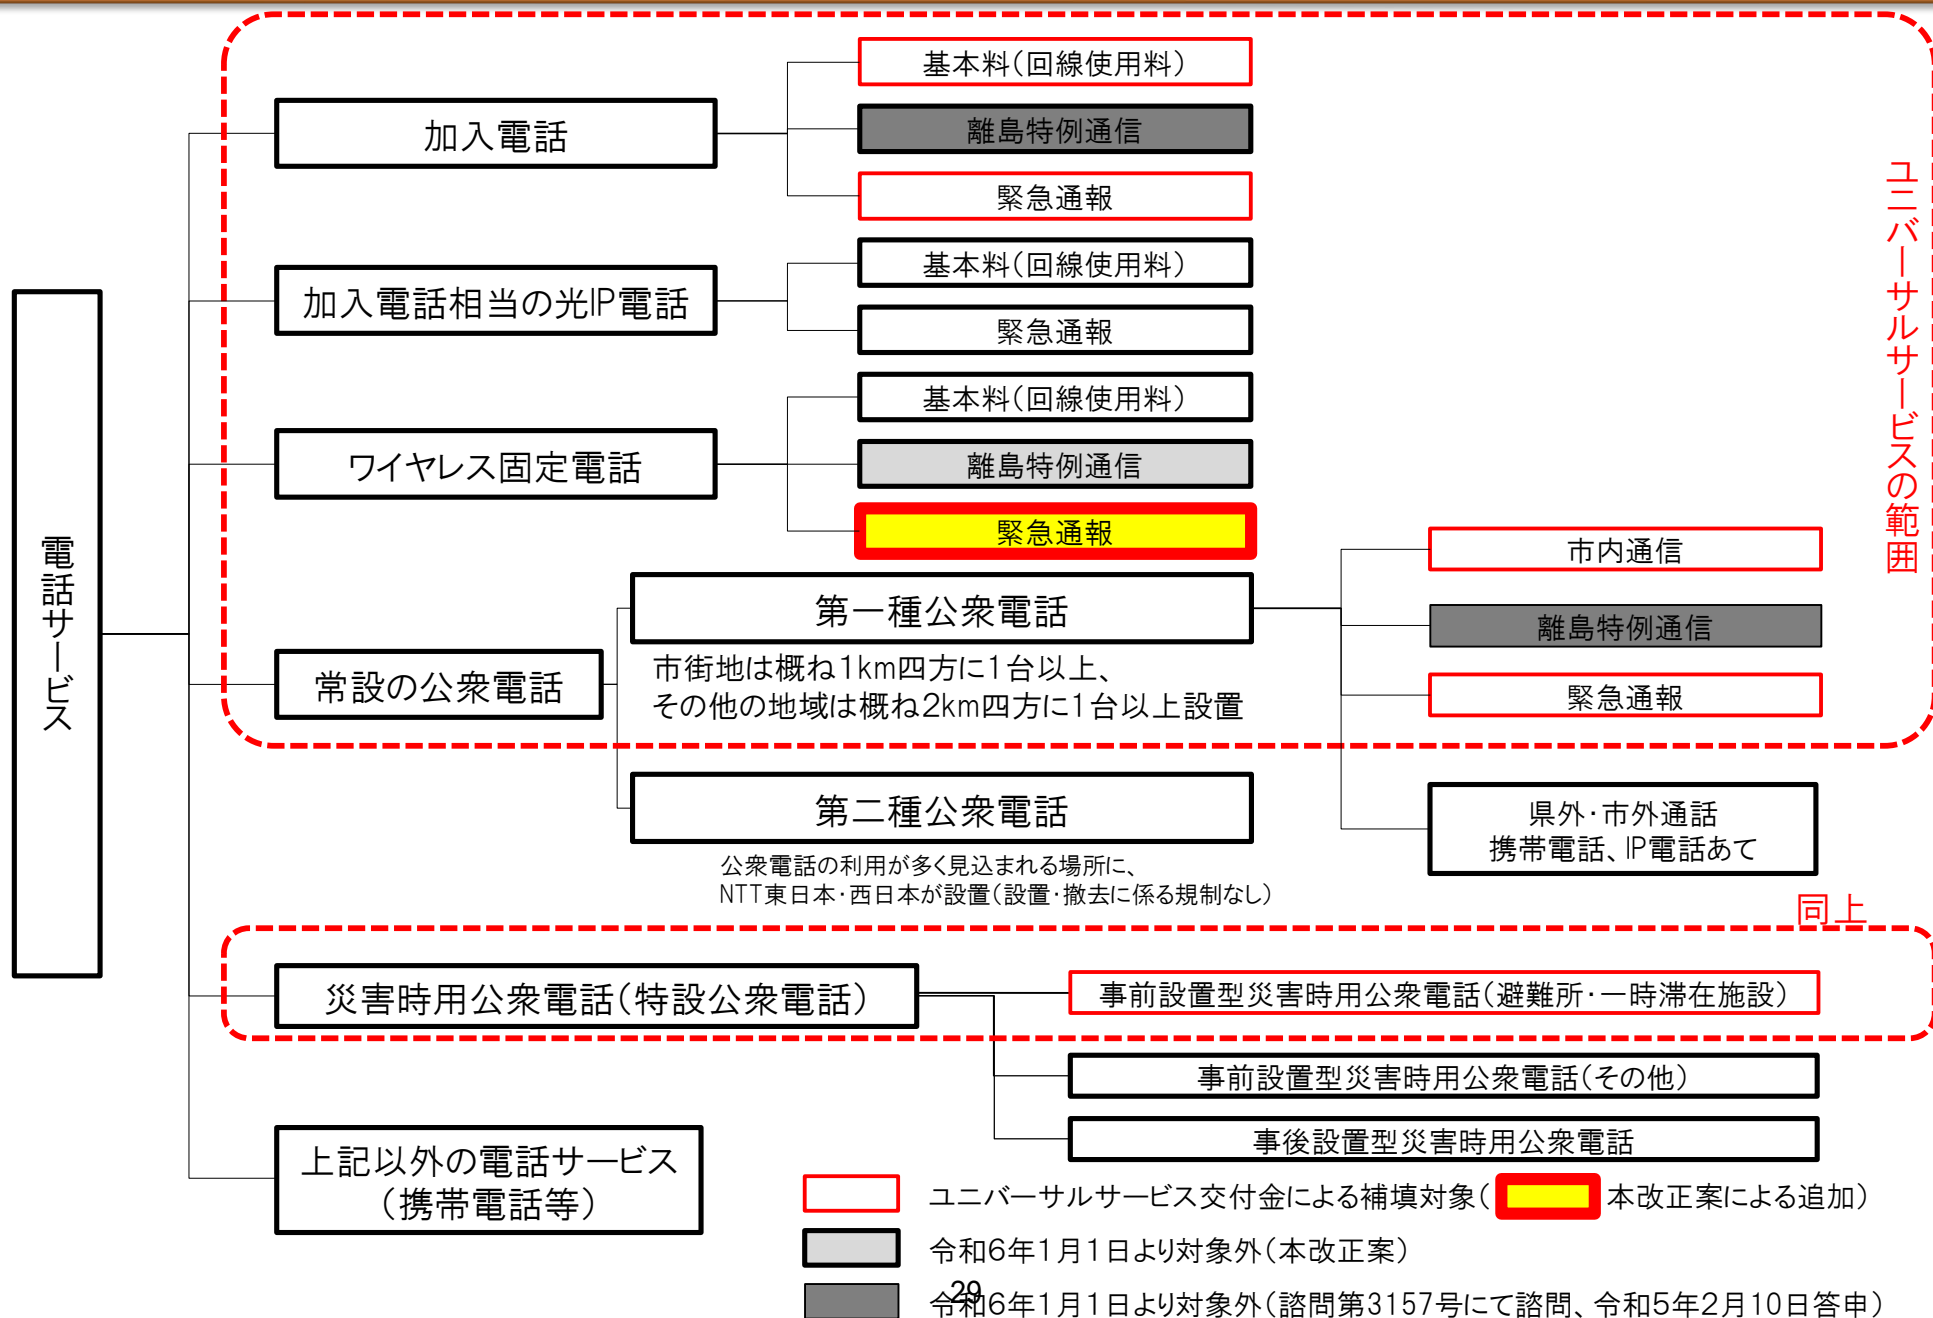 電話サービス
加入電話
基本料（回線使用料）
離島特例通信
緊急通報
加入電話相当の光IP電話
基本料（回線使用料）
緊急通報
ワイヤレス固定電話
基本料（回線使用料）
離島特例通信
緊急通報
常設の公衆電話
第一種公衆電話
市街地は概ね1km四方に1台以上、
その他の地域は概ね2km四方に1台以上設置
市内通信
離島特例通信
緊急通報
県外・市外通話
携帯電話、IP電話あて
第二種公衆電話
公衆電話の利用が多く見込まれる場所に、
NTT東日本・西日本が設置（設置・撤去に係る規制なし）
ユニバーサルサービスの範囲
同上
災害時用公衆電話（特設公衆電話）
事前設置型災害時用公衆電話（避難所・一時滞在施設）
事前設置型災害時用公衆電話（その他）
事後設置型災害時用公衆電話
上記以外の電話サービス
（携帯電話等）
ユニバーサルサービス交付金による補填対象（ 本改正案による追加）
令和6年1月1日より対象外（本改正案）
令和6年1月1日より対象外（諮問第3157号にて諮問、令和5年2月10日答申）
29